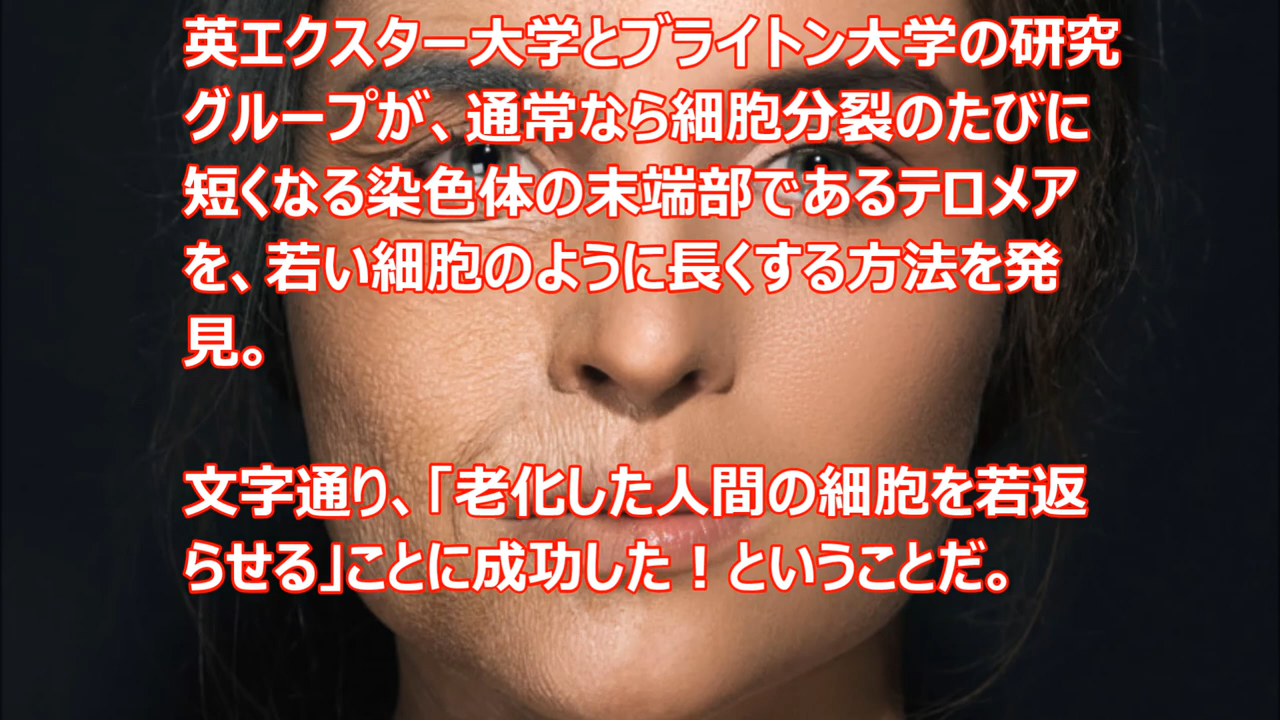 英エクスター大学とブライトン大学の研究
グループが、通常なら細胞分裂のたびに
短くなる染色体の末端部であるテロメア
を、若い細胞のように長くする方法を発
見。
文字通り、「老化した人間の細胞を若返
らせる」ことに成功した！ということだ。